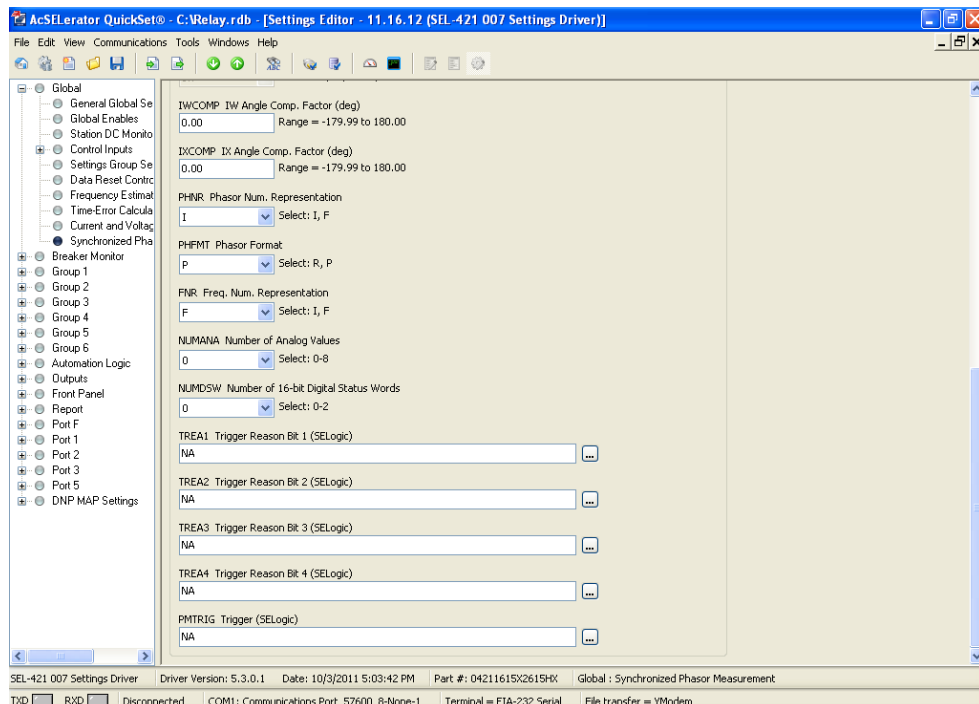 AcSELerator QuickSet® - C:\Relay.rdb - [Settings Editor - 11.16.12 (SEL-421 007 Settings Driver)]
File Edit View Communications Tools Windows Help
Global
General Global Se
Global Enables
Station DC Monito
Control Inputs
Settings Group Se
Data Reset Contrc
Frequency Estimat
Time-Error Calcula
Current and Voltag
Synchronized Pha
Breaker Monitor
Group 1
Group 2
Group 3
Group 4
Group 5
Group 6
Automation Logic
Outputs
Front Panel
Report
Port F
Port 1
Port 2
Port 3
Port 5
DNP MAP Settings
IWCOMP IW Angle Comp. Factor (deg)
0.00 Range = -179.99 to 180.00
IXCOMP IX Angle Comp. Factor (deg)
0.00 Range = -179.99 to 180.00
PHNR Phasor Num. Representation
I Select: I, F
PHFMT Phasor Format
P Select: R, P
FNR Freq. Num. Representation
F Select: I, F
NUMANA Number of Analog Values
0 Select: 0-8
NUMDSW Number of 16-bit Digital Status Words
0 Select: 0-2
TREA1 Trigger Reason Bit 1 (SELogic)
NA ...
TREA2 Trigger Reason Bit 2 (SELogic)
NA ...
TREA3 Trigger Reason Bit 3 (SELogic)
NA ...
TREA4 Trigger Reason Bit 4 (SELogic)
NA ...
PMTRIG Trigger (SELogic)
NA ...
SEL-421 007 Settings Driver Driver Version: 5.3.0.1 Date: 10/3/2011 5:03:42 PM Part #: 04211615X2615HX Global : Synchronized Phasor Measurement
TXD RXD Disconnected COM1: Communications Port 57600 8-None-1 Terminal = EIA-232 Serial File transfer = YModem